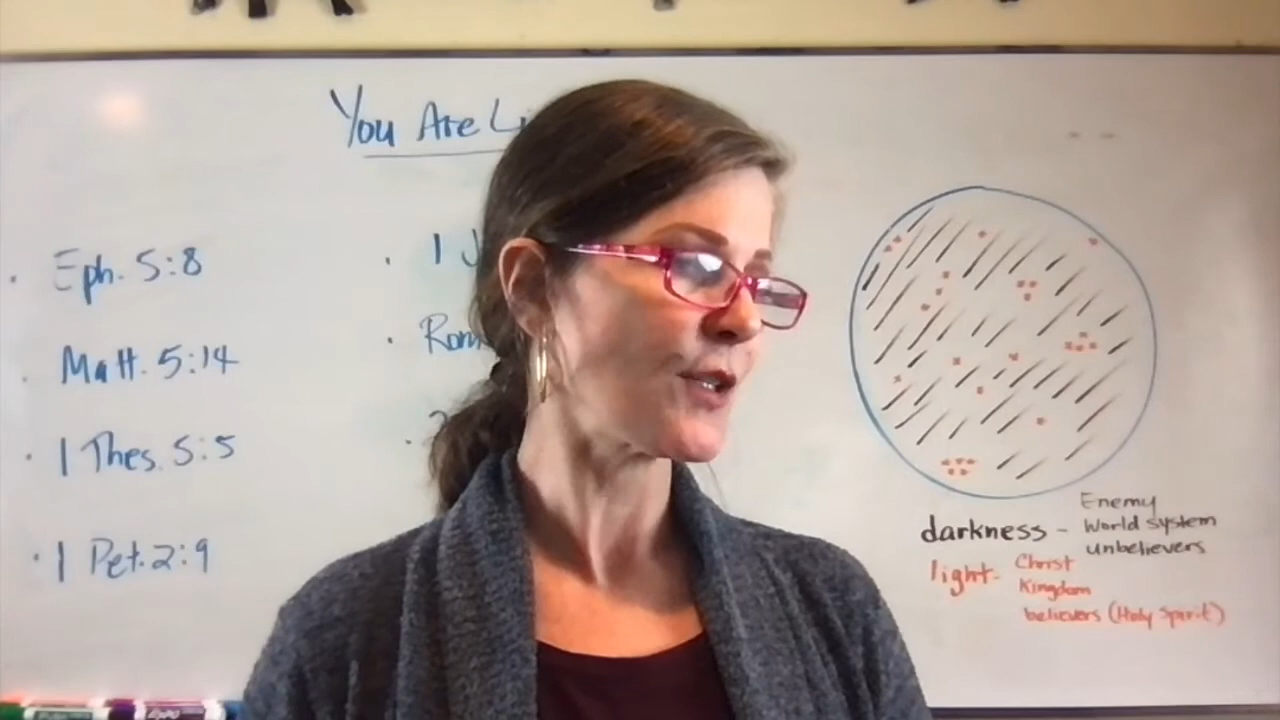 You Are
• Eph. 5:8
• Matt. 5:14
• 1 Thes. 5:5
• 1 Pet. 2:9
• 1 J
•
•
darkness - Enemy
World system
unbelievers
light - Christ
Kingdom
believers (Holy Spirit)
EXPO